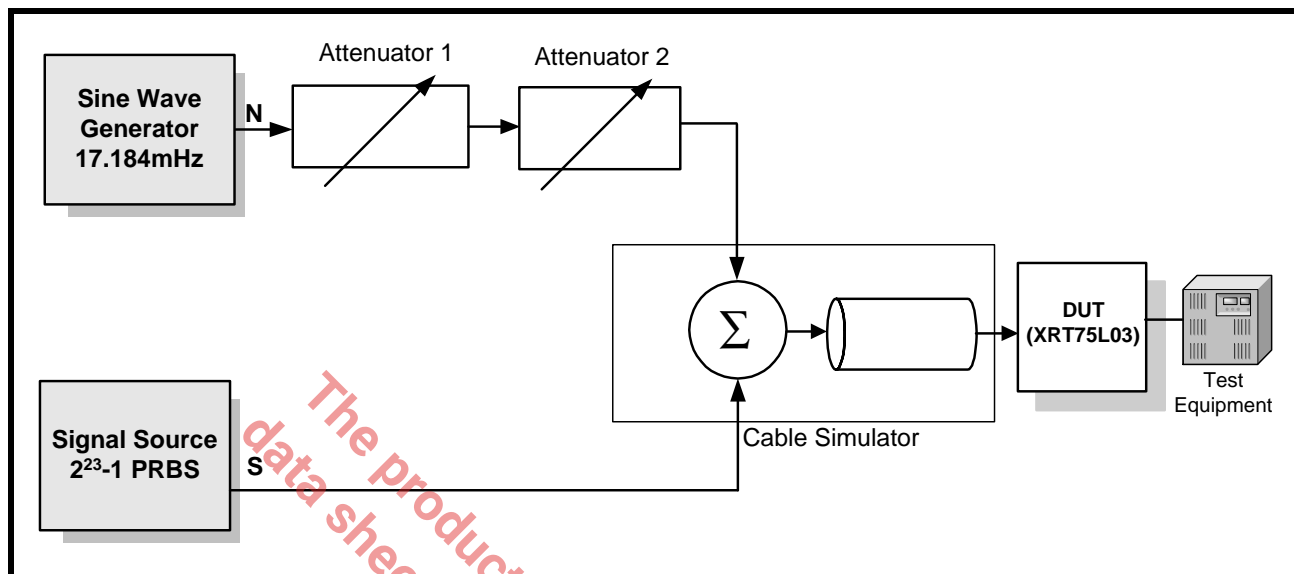 Attenuator 1
Attenuator 2
Sine Wave
Generator
17.184mHz
N
DUT
(XRT75L03)
Σ
Test
Equipment
Cable Simulator
Signal Source
2²³-1 PRBS
S
The product
data shee